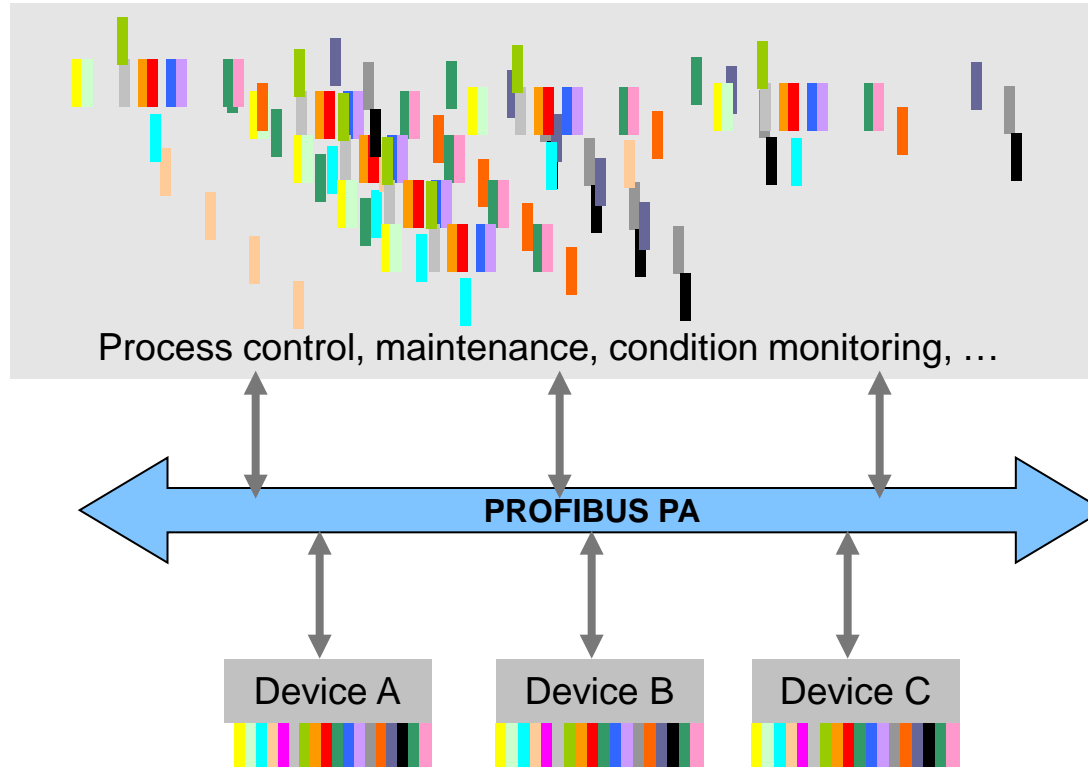 Process control, maintenance, condition monitoring, …
PROFIBUS PA
Device A
Device B
Device C